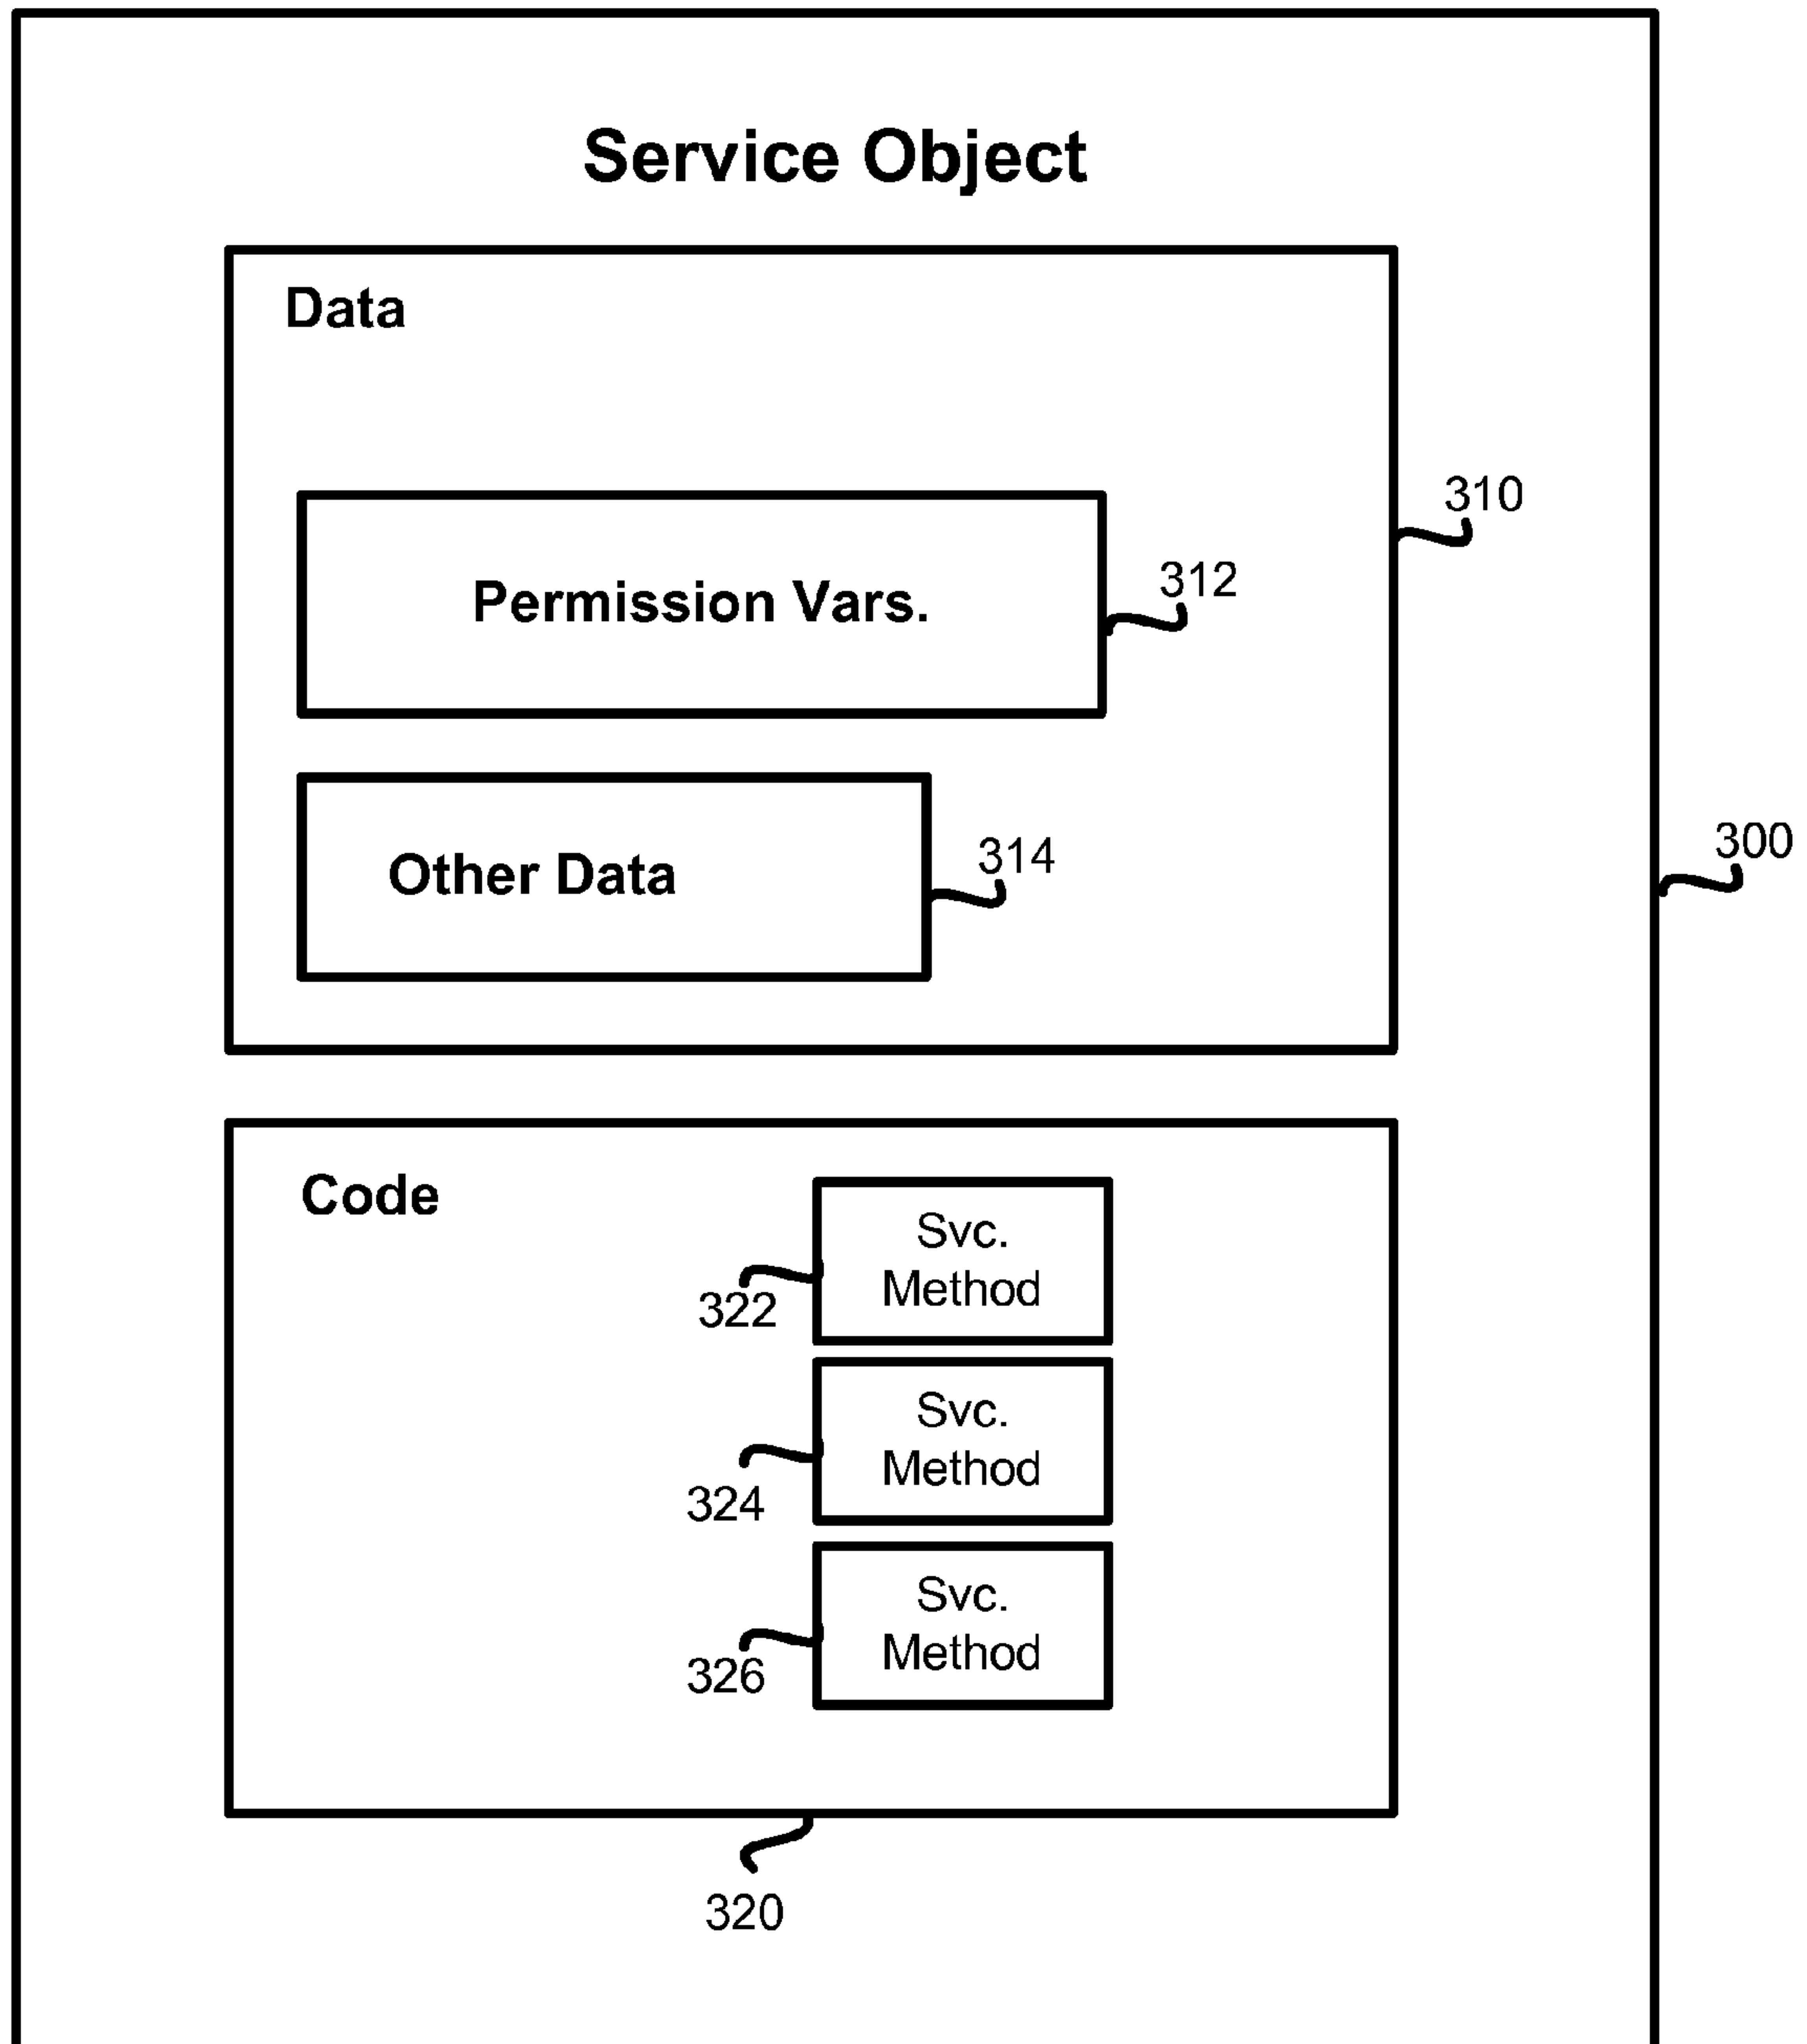 Service Object
Data
310
Permission Vars.
312
Other Data
314
300
Code
Svc.
Method
322
Svc.
Method
324
Svc.
Method
326
320